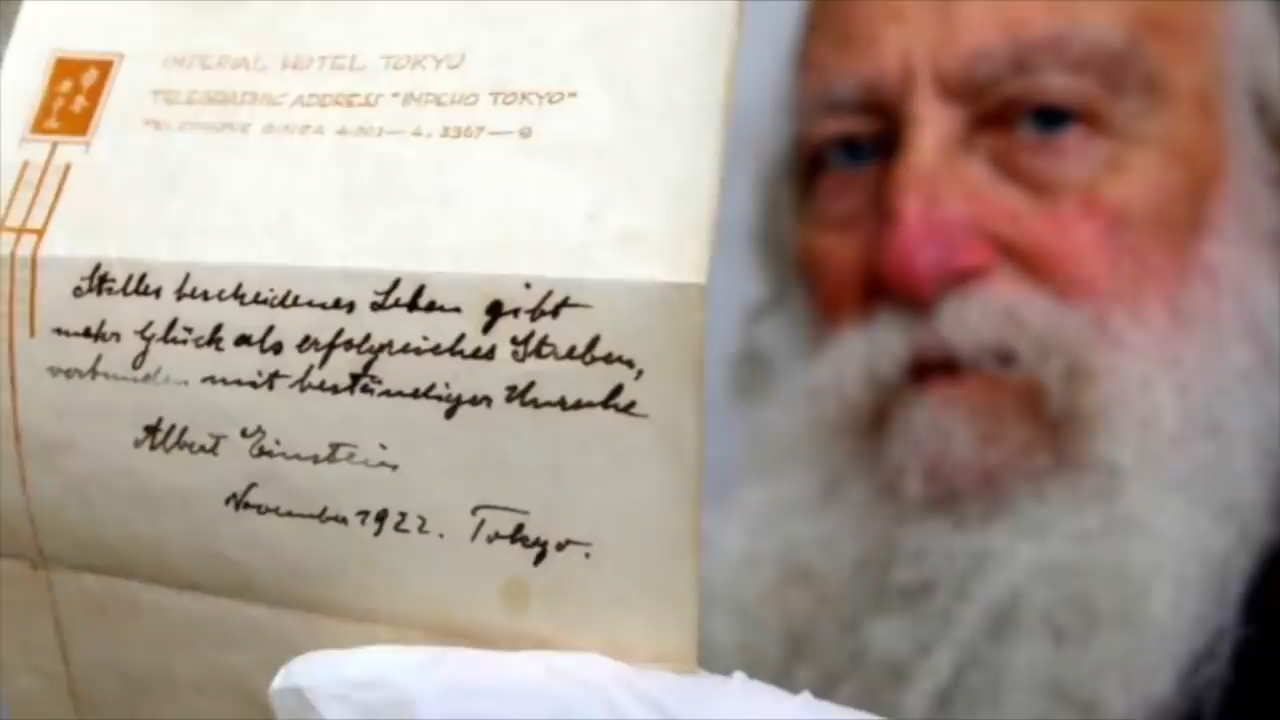 IMPERIAL HOTEL TOKYO
TELEGRAPHIC ADDRESS "IMPEHO TOKYO"
TELEPHONE GINZA
Stilles bescheidenes Leben gibt
mehr Glück als erfolgreiches Streben,
verbunden mit beständiger Unruhe
Albert Einstein
November 1922. Tokyo.